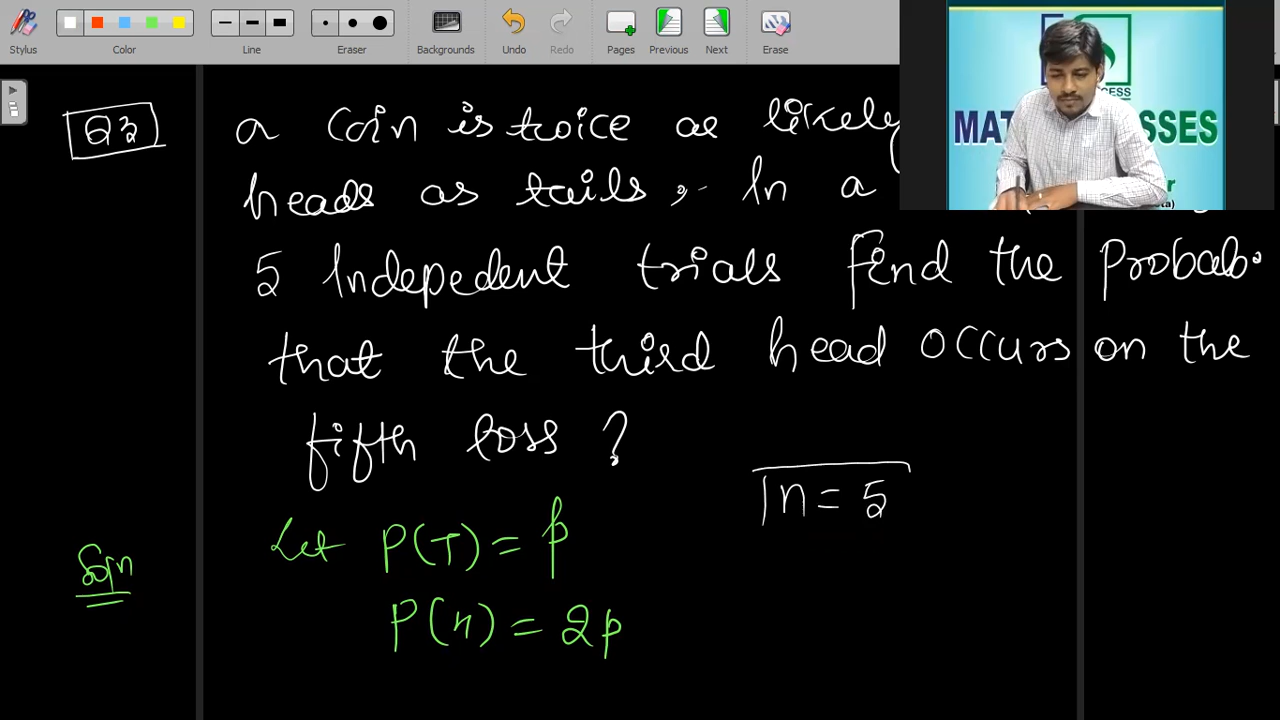 Stylus
Color
Line
Eraser
Backgrounds
Undo
Redo
Pages
Previous
Next
Erase
Q3
a coin is twice as likely
heads as tails, In a
5 Indepedent trials find the Probab
that the third head occurs on the
fifth toss ?
n = 5
Soln
Let P(T) = p
P(H) = 2p